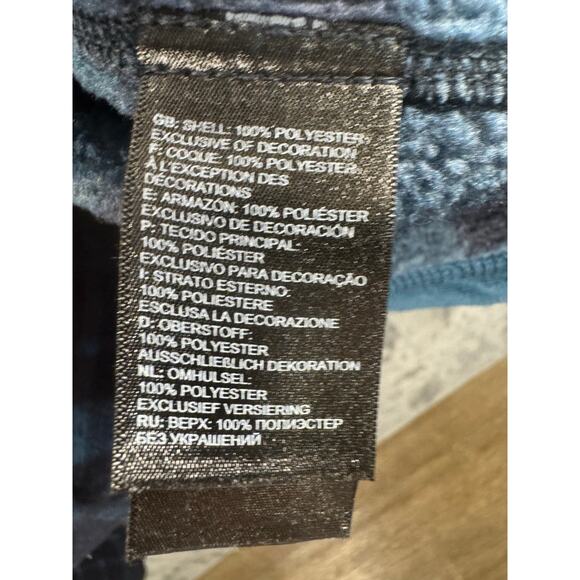 GB: SHELL: 100% POLYESTER,
EXCLUSIVE OF DECORATION
F: COQUE: 100% POLYESTER,
À L'EXCEPTION DES
DÉCORATIONS
E: ARMAZÓN: 100% POLIÉSTER
EXCLUSIVO DE DECORACIÓN
P: TECIDO PRINCIPAL:
100% POLIÉSTER
EXCLUSIVO PARA DECORAÇÃO
I: STRATO ESTERNO:
100% POLIESTERE
ESCLUSA LA DECORAZIONE
D: OBERSTOFF:
100% POLYESTER
AUSSCHLIEßLICH DEKORATION
NL: OMHULSEL:
100% POLYESTER
EXCLUSIEF VERSIERING
RU: ВЕРХ: 100% ПОЛИЭСТЕР
БЕЗ УКРАШЕНИЙ